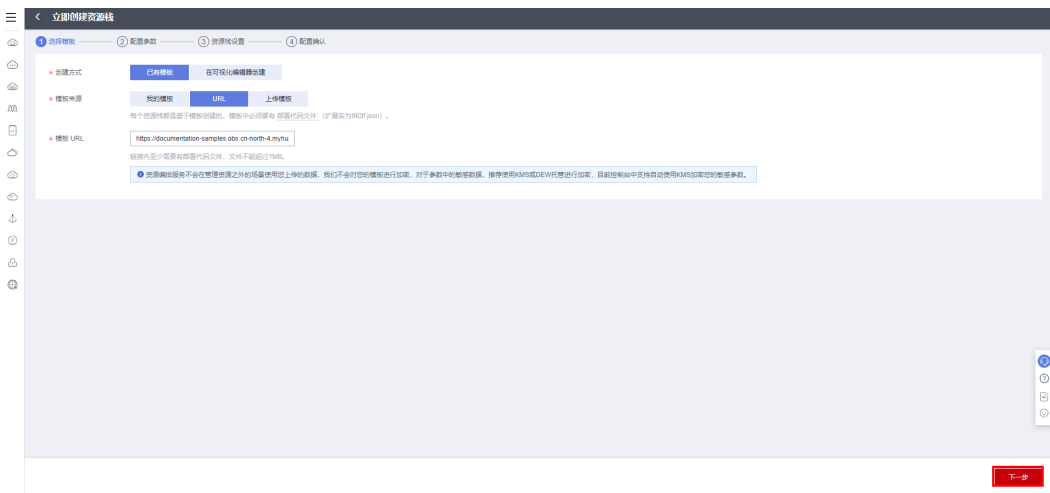 立即创建资源栈
1 选择模板 2 配置参数 3 资源栈设置 4 配置确认
* 创建方式 已有模板 在可视化编辑器创建
* 模板来源 我的模板 URL 上传模板
每个资源栈都是基于模板创建的，模板中必须要有 部署代码文件 （扩展名为tf和tf.json）。
* 模板 URL https://documentation-samples.obs.cn-north-4.myhu
链接内至少需要有部署代码文件，文件不能超过1MB。
资源编排服务不会在管理资源之外的场景使用您上传的数据，我们不会对您的模板进行加密，对于参数中的敏感数据，推荐使用KMS或DEW托管进行加密，目前控制台中支持自动使用KMS加密您的敏感参数。
下一步